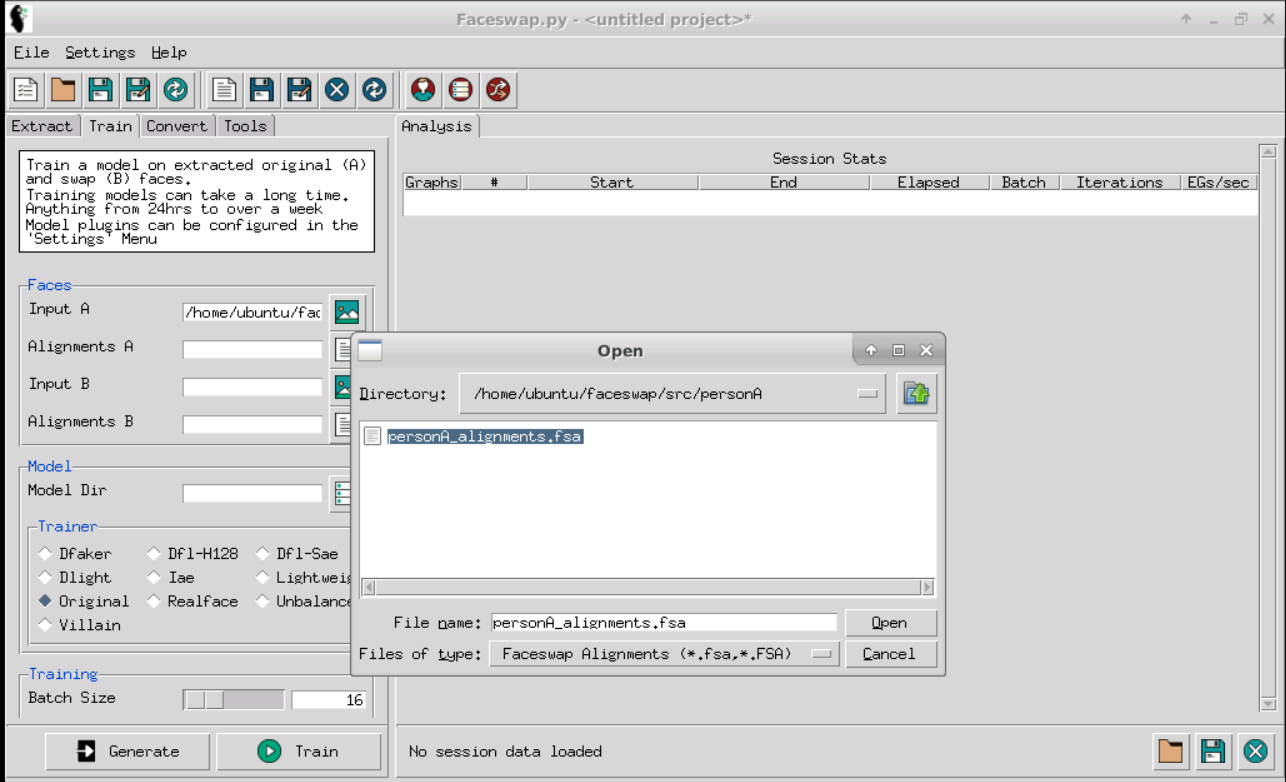 Faceswap.py - <untitled project>*
File Settings Help
Extract Train Convert Tools
Train a model on extracted original (A)
and swap (B) faces.
Training models can take a long time.
Anything from 24hrs to over a week
Model plugins can be configured in the
'Settings' Menu
Faces
Input A /home/ubuntu/fac
Alignments A
Input B
Alignments B
Model
Model Dir
Trainer
Dfaker Dfl-H128 Dfl-Sae
Dlight Iae Lightweig
Original Realface Unbalance
Villain
Training
Batch Size 16
Generate Train
Analysis
Session Stats
Graphs # Start End Elapsed Batch Iterations EGs/sec
No session data loaded
Open
Directory: /home/ubuntu/faceswap/src/personA
personA_alignments.fsa
File name: personA_alignments.fsa Open
Files of type: Faceswap Alignments (*.fsa,*.FSA) Cancel